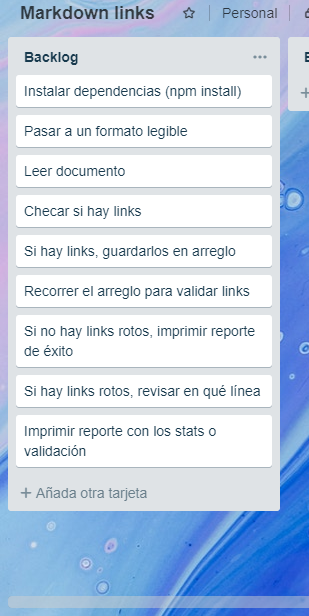 Markdown links
Personal
Backlog
Instalar dependencias (npm install)
Pasar a un formato legible
Leer documento
Checar si hay links
Si hay links, guardarlos en arreglo
Recorrer el arreglo para validar links
Si no hay links rotos, imprimir reporte
de éxito
Si hay links rotos, revisar en qué línea
Imprimir reporte con los stats o
validación
+ Añada otra tarjeta